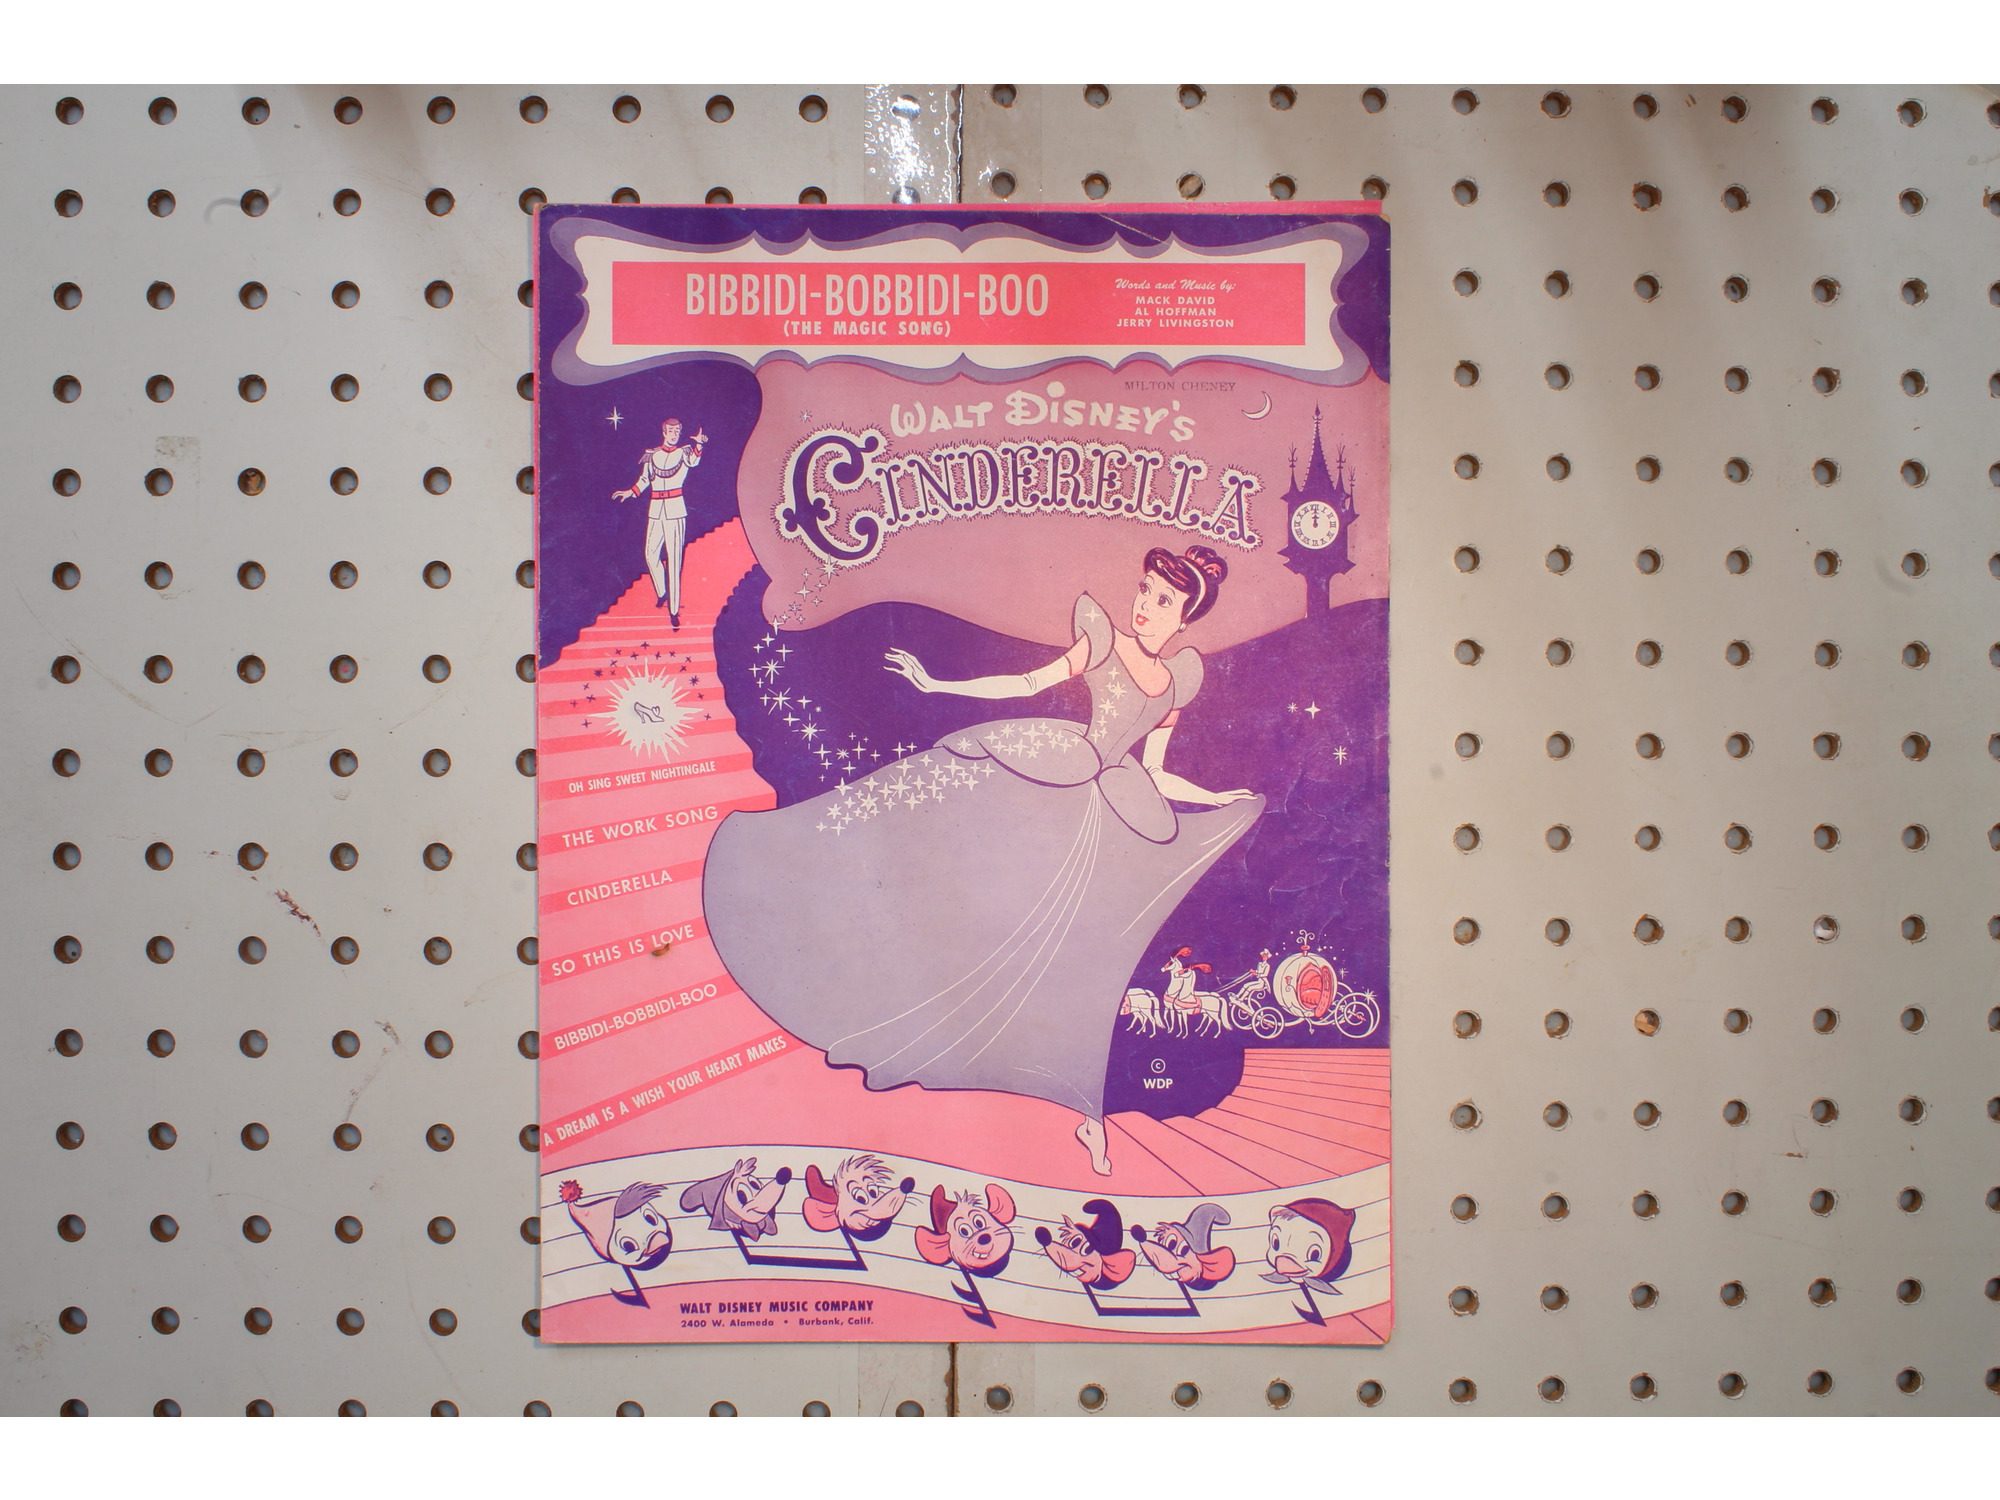 BIBBIDI-BOBBIDI-BOO
(THE MAGIC SONG)
Words and Music by:
MACK DAVID
AL HOFFMAN
JERRY LIVINGSTON
MILTON CHENEY
WALT DISNEY'S
CINDERELLA
OH SING SWEET NIGHTINGALE
THE WORK SONG
CINDERELLA
SO THIS IS LOVE
BIBBIDI-BOBBIDI-BOO
A DREAM IS A WISH YOUR HEART MAKES
©
WDP
WALT DISNEY MUSIC COMPANY
2400 W. Alameda • Burbank, Calif.